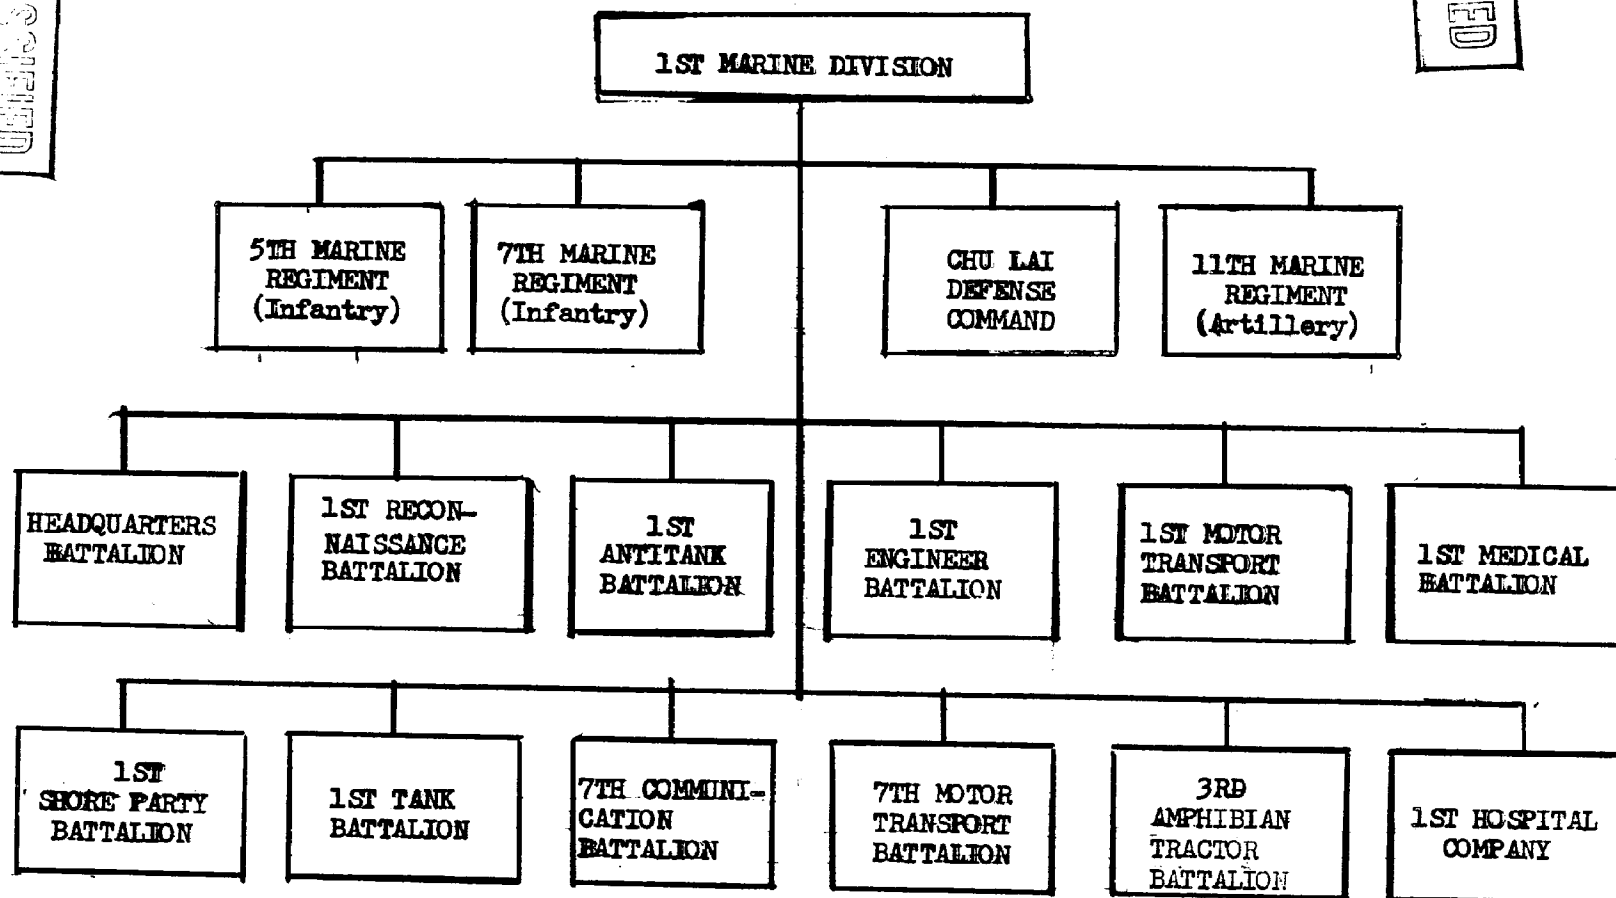 1ST MARINE DIVISION
5TH MARINE
REGIMENT
(Infantry)
7TH MARINE
REGIMENT
(Infantry)
CHU LAI
DEFENSE
COMMAND
11TH MARINE
REGIMENT
(Artillery)
HEADQUARTERS
BATTALION
1ST RECON-
NAISSANCE
BATTALION
1ST
ANTITANK
BATTALION
1ST
ENGINEER
BATTALION
1ST MOTOR
TRANSPORT
BATTALION
1ST MEDICAL
BATTALION
1ST
SHORE PARTY
BATTALION
1ST TANK
BATTALION
7TH COMMUNI-
CATION
BATTALION
7TH MOTOR
TRANSPORT
BATTALION
3RD
AMPHIBIAN
TRACTOR
BATTALION
1ST HOSPITAL
COMPANY
SSIFIED
ED